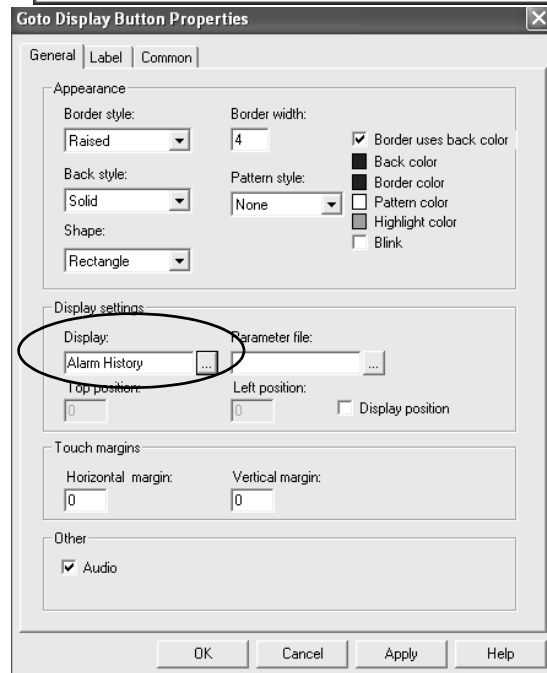 Goto Display Button Properties
General Label Common
Appearance
Border style:
Border width:
Raised
4
Border uses back color
Back color
Back style:
Pattern style:
Border color
Solid
None
Pattern color
Highlight color
Shape:
Blink
Rectangle
Display settings
Display:
Parameter file:
Alarm History
...
...
Top position:
Left position:
0
0
Display position
Touch margins
Horizontal margin:
Vertical margin:
0
0
Other
Audio
OK
Cancel
Apply
Help